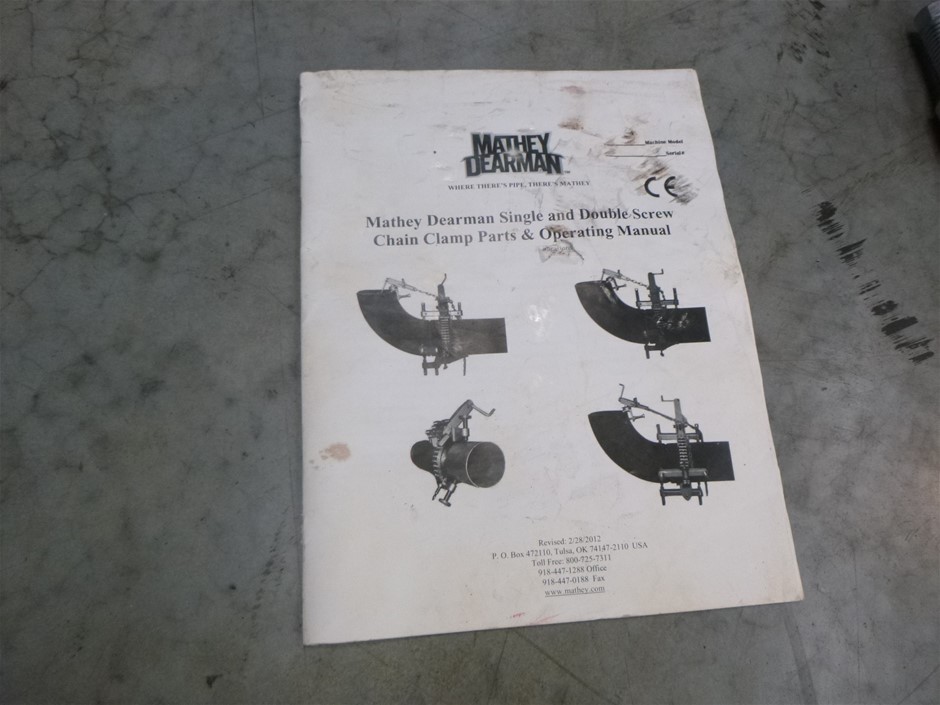 MATHEY
DEARMAN
WHERE THERE'S PIPE, THERE'S MATHEY
Machine Model
Serial#
CE
Mathey Dearman Single and Double Screw
Chain Clamp Parts & Operating Manual
Revised: 2/28/2012
P. O. Box 472110, Tulsa, OK 74147-2110 USA
Toll Free: 800-725-7311
918-447-1288 Office
918-447-0188 Fax
www.mathey.com